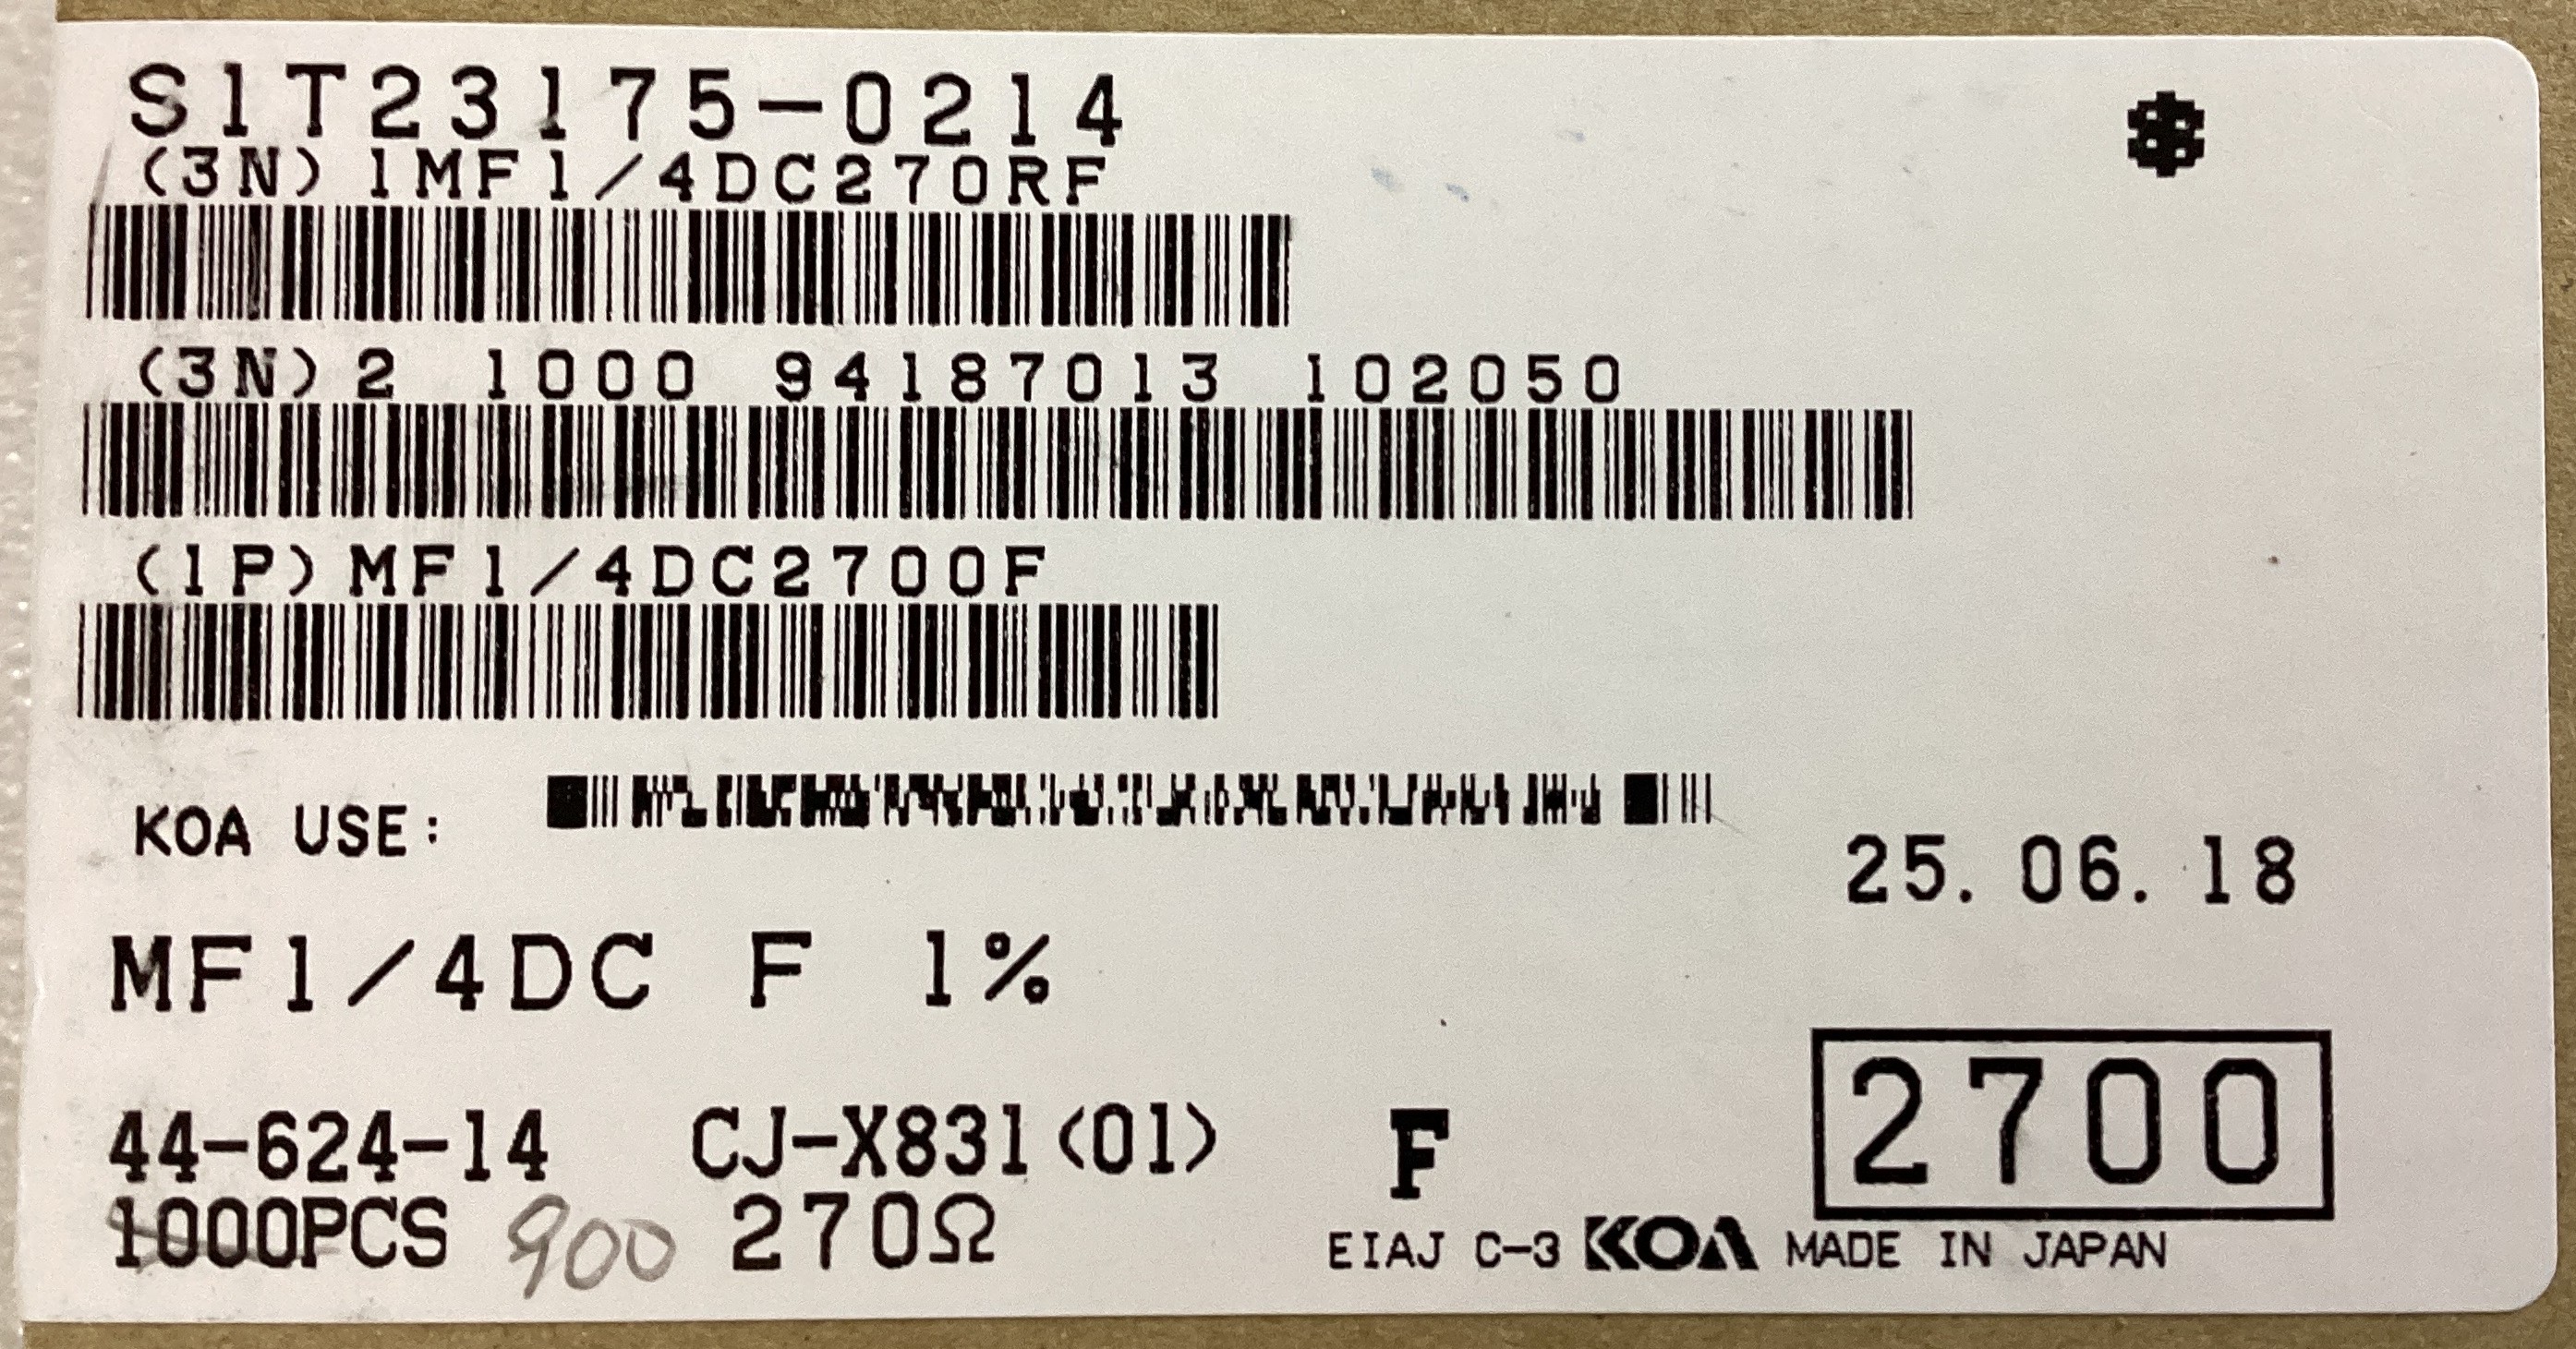 S1T23175-0214
(3N)1MF1/4DC270RF
(3N)2 1000 94187013 102050
(1P)MF1/4DC2700F
KOA USE:
25.06.18
MF1/4DC F 1%
2700
44-624-14 CJ-X831(01) F
1000PCS 900 270Ω
EIAJ C-3 KOA MADE IN JAPAN